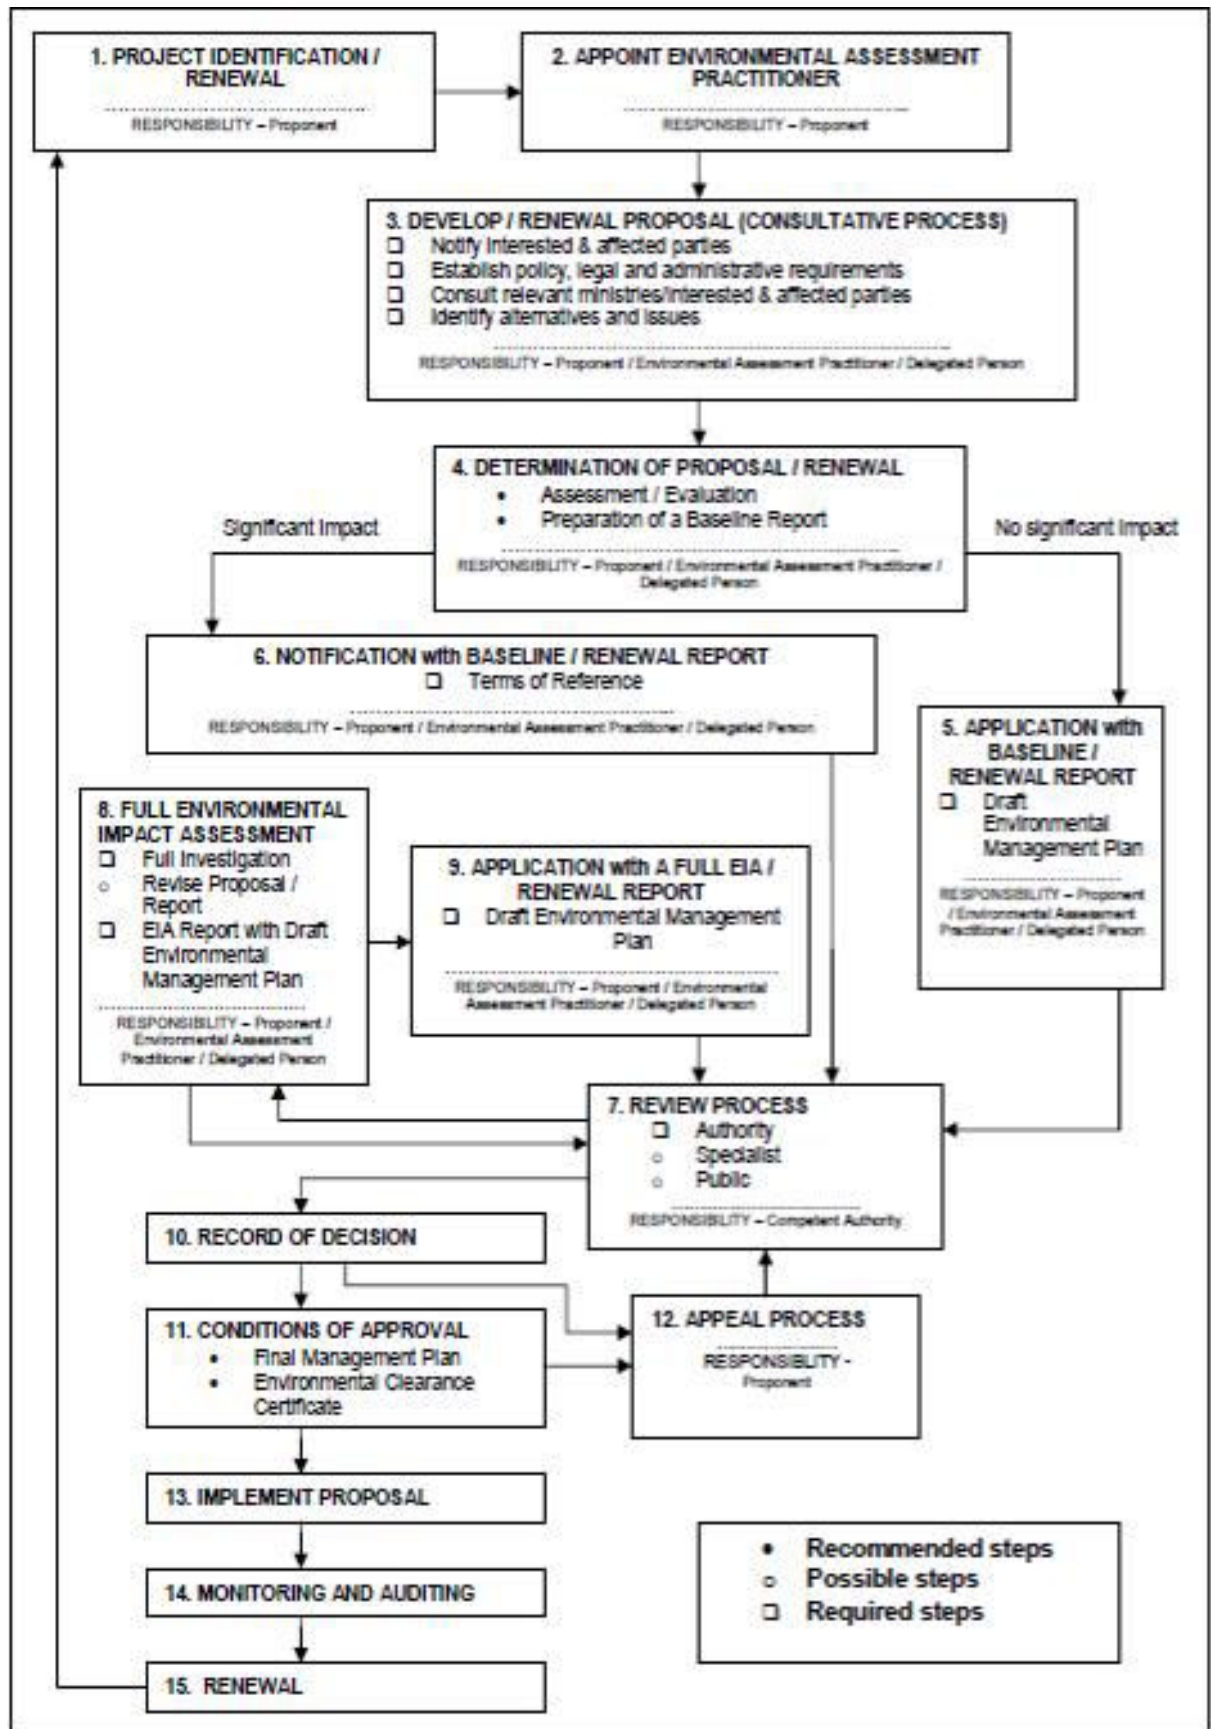 1. PROJECT IDENTIFICATION /
RENEWAL
RESPONSIBILITY – Proponent
2. APPOINT ENVIRONMENTAL ASSESSMENT
PRACTITIONER
RESPONSIBILITY – Proponent
3. DEVELOP / RENEWAL PROPOSAL (CONSULTATIVE PROCESS)
❑ Notify interested & affected parties
❑ Establish policy, legal and administrative requirements
❑ Consult relevant ministries/interested & affected parties
❑ Identify alternatives and issues
RESPONSIBILITY – Proponent / Environmental Assessment Practitioner / Delegated Person
4. DETERMINATION OF PROPOSAL / RENEWAL
• Assessment / Evaluation
• Preparation of a Baseline Report
RESPONSIBILITY – Proponent / Environmental Assessment Practitioner /
Delegated Person
Significant Impact
No significant Impact
6. NOTIFICATION with BASELINE / RENEWAL REPORT
❑ Terms of Reference
RESPONSIBILITY – Proponent / Environmental Assessment Practitioner / Delegated Person
5. APPLICATION with
BASELINE /
RENEWAL REPORT
❑ Draft
Environmental
Management Plan
RESPONSIBILITY – Proponent
/ Environmental Assessment
Practitioner / Delegated Person
8. FULL ENVIRONMENTAL
IMPACT ASSESSMENT
❑ Full Investigation
o Revise Proposal /
Report
❑ EIA Report with Draft
Environmental
Management Plan
RESPONSIBILITY – Proponent /
Environmental Assessment
Practitioner / Delegated Person
9. APPLICATION with A FULL EIA /
RENEWAL REPORT
❑ Draft Environmental Management
Plan
RESPONSIBILITY – Proponent / Environmental
Assessment Practitioner / Delegated Person
7. REVIEW PROCESS
❑ Authority
o Specialist
o Public
RESPONSIBILITY – Competent Authority
10. RECORD OF DECISION
11. CONDITIONS OF APPROVAL
• Final Management Plan
• Environmental Clearance
Certificate
12. APPEAL PROCESS
RESPONSIBLITY -
Proponent
13. IMPLEMENT PROPOSAL
14. MONITORING AND AUDITING
15. RENEWAL
• Recommended steps
o Possible steps
❑ Required steps